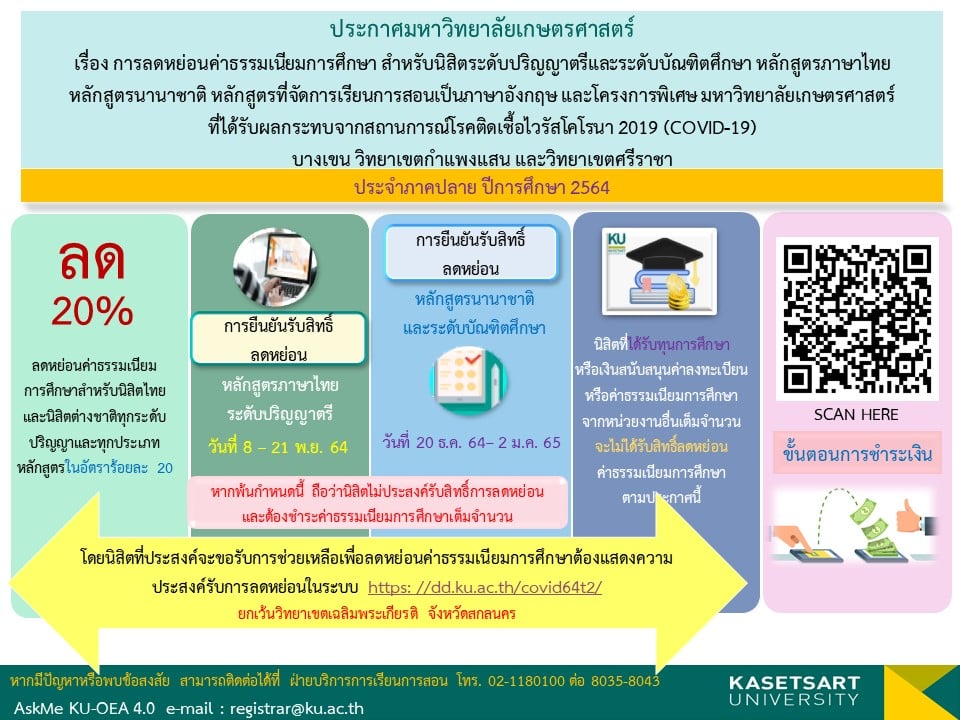 ประกาศมหาวิทยาลัยเกษตรศาสตร์
เรื่อง การลดหย่อนค่าธรรมเนียมการศึกษา สำหรับนิสิตระดับปริญญาตรีและระดับบัณฑิตศึกษา หลักสูตรภาษาไทย
หลักสูตรนานาชาติ หลักสูตรที่จัดการเรียนการสอนเป็นภาษาอังกฤษ และโครงการพิเศษ มหาวิทยาลัยเกษตรศาสตร์
ที่ได้รับผลกระทบจากสถานการณ์โรคติดเชื้อไวรัสโคโรนา 2019 (COVID-19)
บางเขน วิทยาเขตกำแพงแสน และวิทยาเขตศรีราชา
ประจำภาคปลาย ปีการศึกษา 2564
ลด
20%
ลดหย่อนค่าธรรมเนียม
การศึกษาสำหรับนิสิตไทย
และนิสิตต่างชาติทุกระดับ
ปริญญาและทุกประเภท
หลักสูตรในอัตราร้อยละ 20
การยืนยันรับสิทธิ์
ลดหย่อน
หลักสูตรภาษาไทย
ระดับปริญญาตรี
วันที่ 8 – 21 พ.ย. 64
การยืนยันรับสิทธิ์
ลดหย่อน
หลักสูตรนานาชาติ
และระดับบัณฑิตศึกษา
วันที่ 20 ธ.ค. 64– 2 ม.ค. 65
หากพ้นกำหนดนี้ ถือว่านิสิตไม่ประสงค์รับสิทธิ์การลดหย่อน
และต้องชำระค่าธรรมเนียมการศึกษาเต็มจำนวน
KU
นิสิตที่ได้รับทุนการศึกษา
หรือเงินสนับสนุนค่าลงทะเบียน
หรือค่าธรรมเนียมการศึกษา
จากหน่วยงานอื่นเต็มจำนวน
จะไม่ได้รับสิทธิ์ลดหย่อน
ค่าธรรมเนียมการศึกษา
ตามประกาศนี้
SCAN HERE
ขั้นตอนการชำระเงิน
โดยนิสิตที่ประสงค์จะขอรับการช่วยเหลือเพื่อลดหย่อนค่าธรรมเนียมการศึกษาต้องแสดงความ
ประสงค์รับการลดหย่อนในระบบ https: //dd.ku.ac.th/covid64t2/
ยกเว้นวิทยาเขตเฉลิมพระเกียรติ จังหวัดสกลนคร
หากมีปัญหาหรือพบข้อสงสัย สามารถติดต่อได้ที่ ฝ่ายบริการการเรียนการสอน โทร. 02-1180100 ต่อ 8035-8043
AskMe KU-OEA 4.0 e-mail : registrar@ku.ac.th
KASETSART
UNIVERSITY